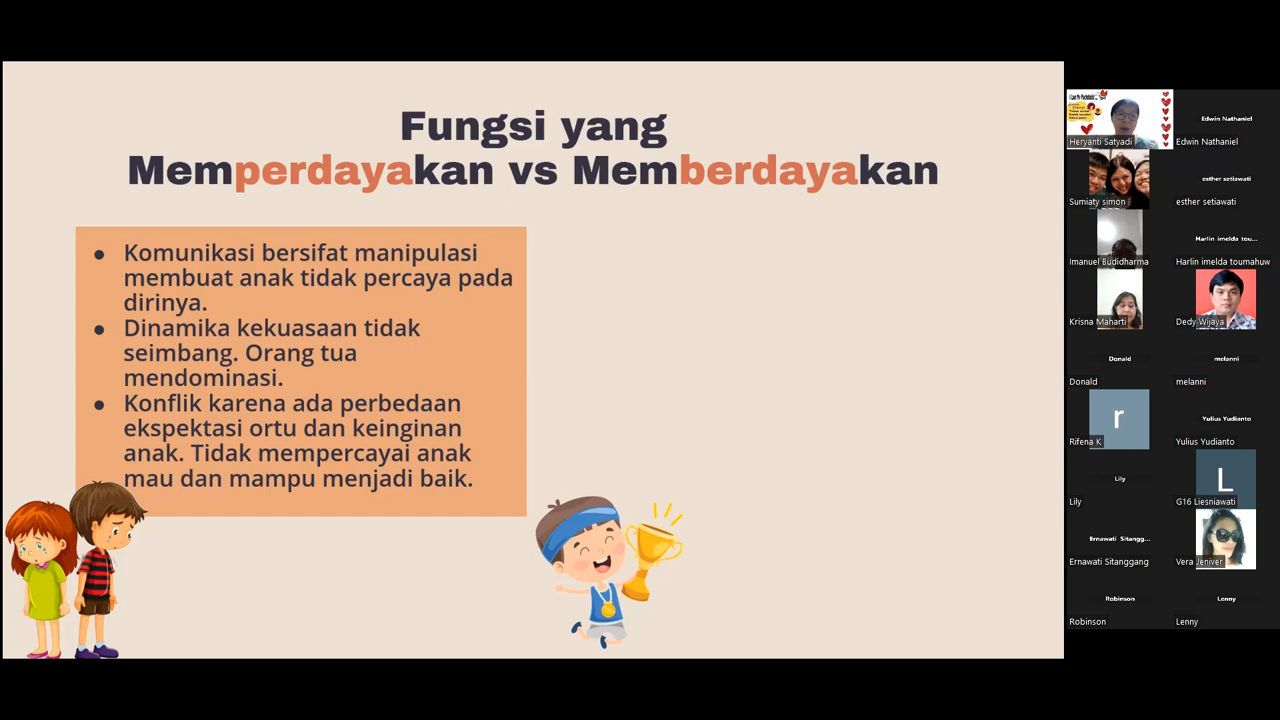 Fungsi yang
Memperdayakan vs Memberdayakan
● Komunikasi bersifat manipulasi
membuat anak tidak percaya pada
dirinya.
● Dinamika kekuasaan tidak
seimbang. Orang tua
mendominasi.
● Konflik karena ada perbedaan
ekspektasi ortu dan keinginan
anak. Tidak mempercayai anak
mau dan mampu menjadi baik.
Heryanti Satyadi
Edwin Nathaniel
Edwin Nathaniel
Sumiaty simon
esther setiawati
esther setiawati
Imanuel Budidharma
Harlin imelda tou...
Harlin imelda toumahuw
Krisna Maharti
Dedy Wijaya
Donald
Donald
melanni
melanni
r
Rifena K
Yulius Yudianto
Yulius Yudianto
Lily
Lily
L
G16 Liesniawati
Ernawati Sitangg...
Ernawati Sitanggang
Vera Jeniver
Robinson
Robinson
Lenny
Lenny